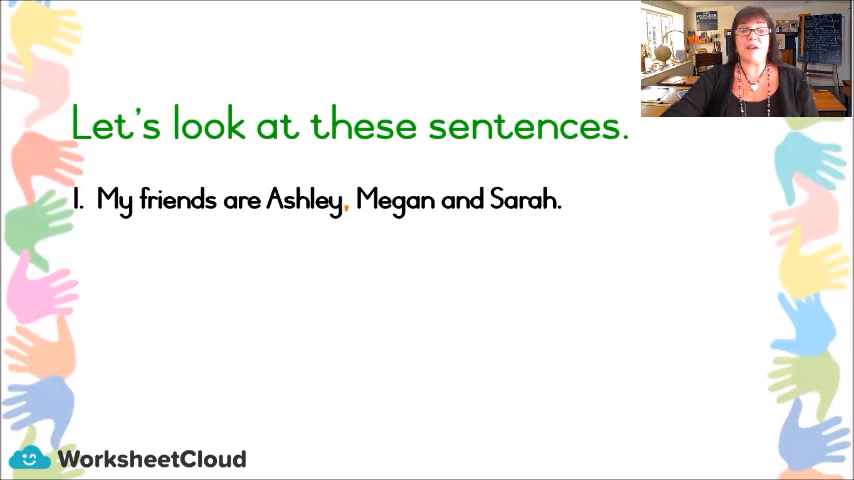 Let's look at these sentences.
1. My friends are Ashley, Megan and Sarah.
WorksheetCloud